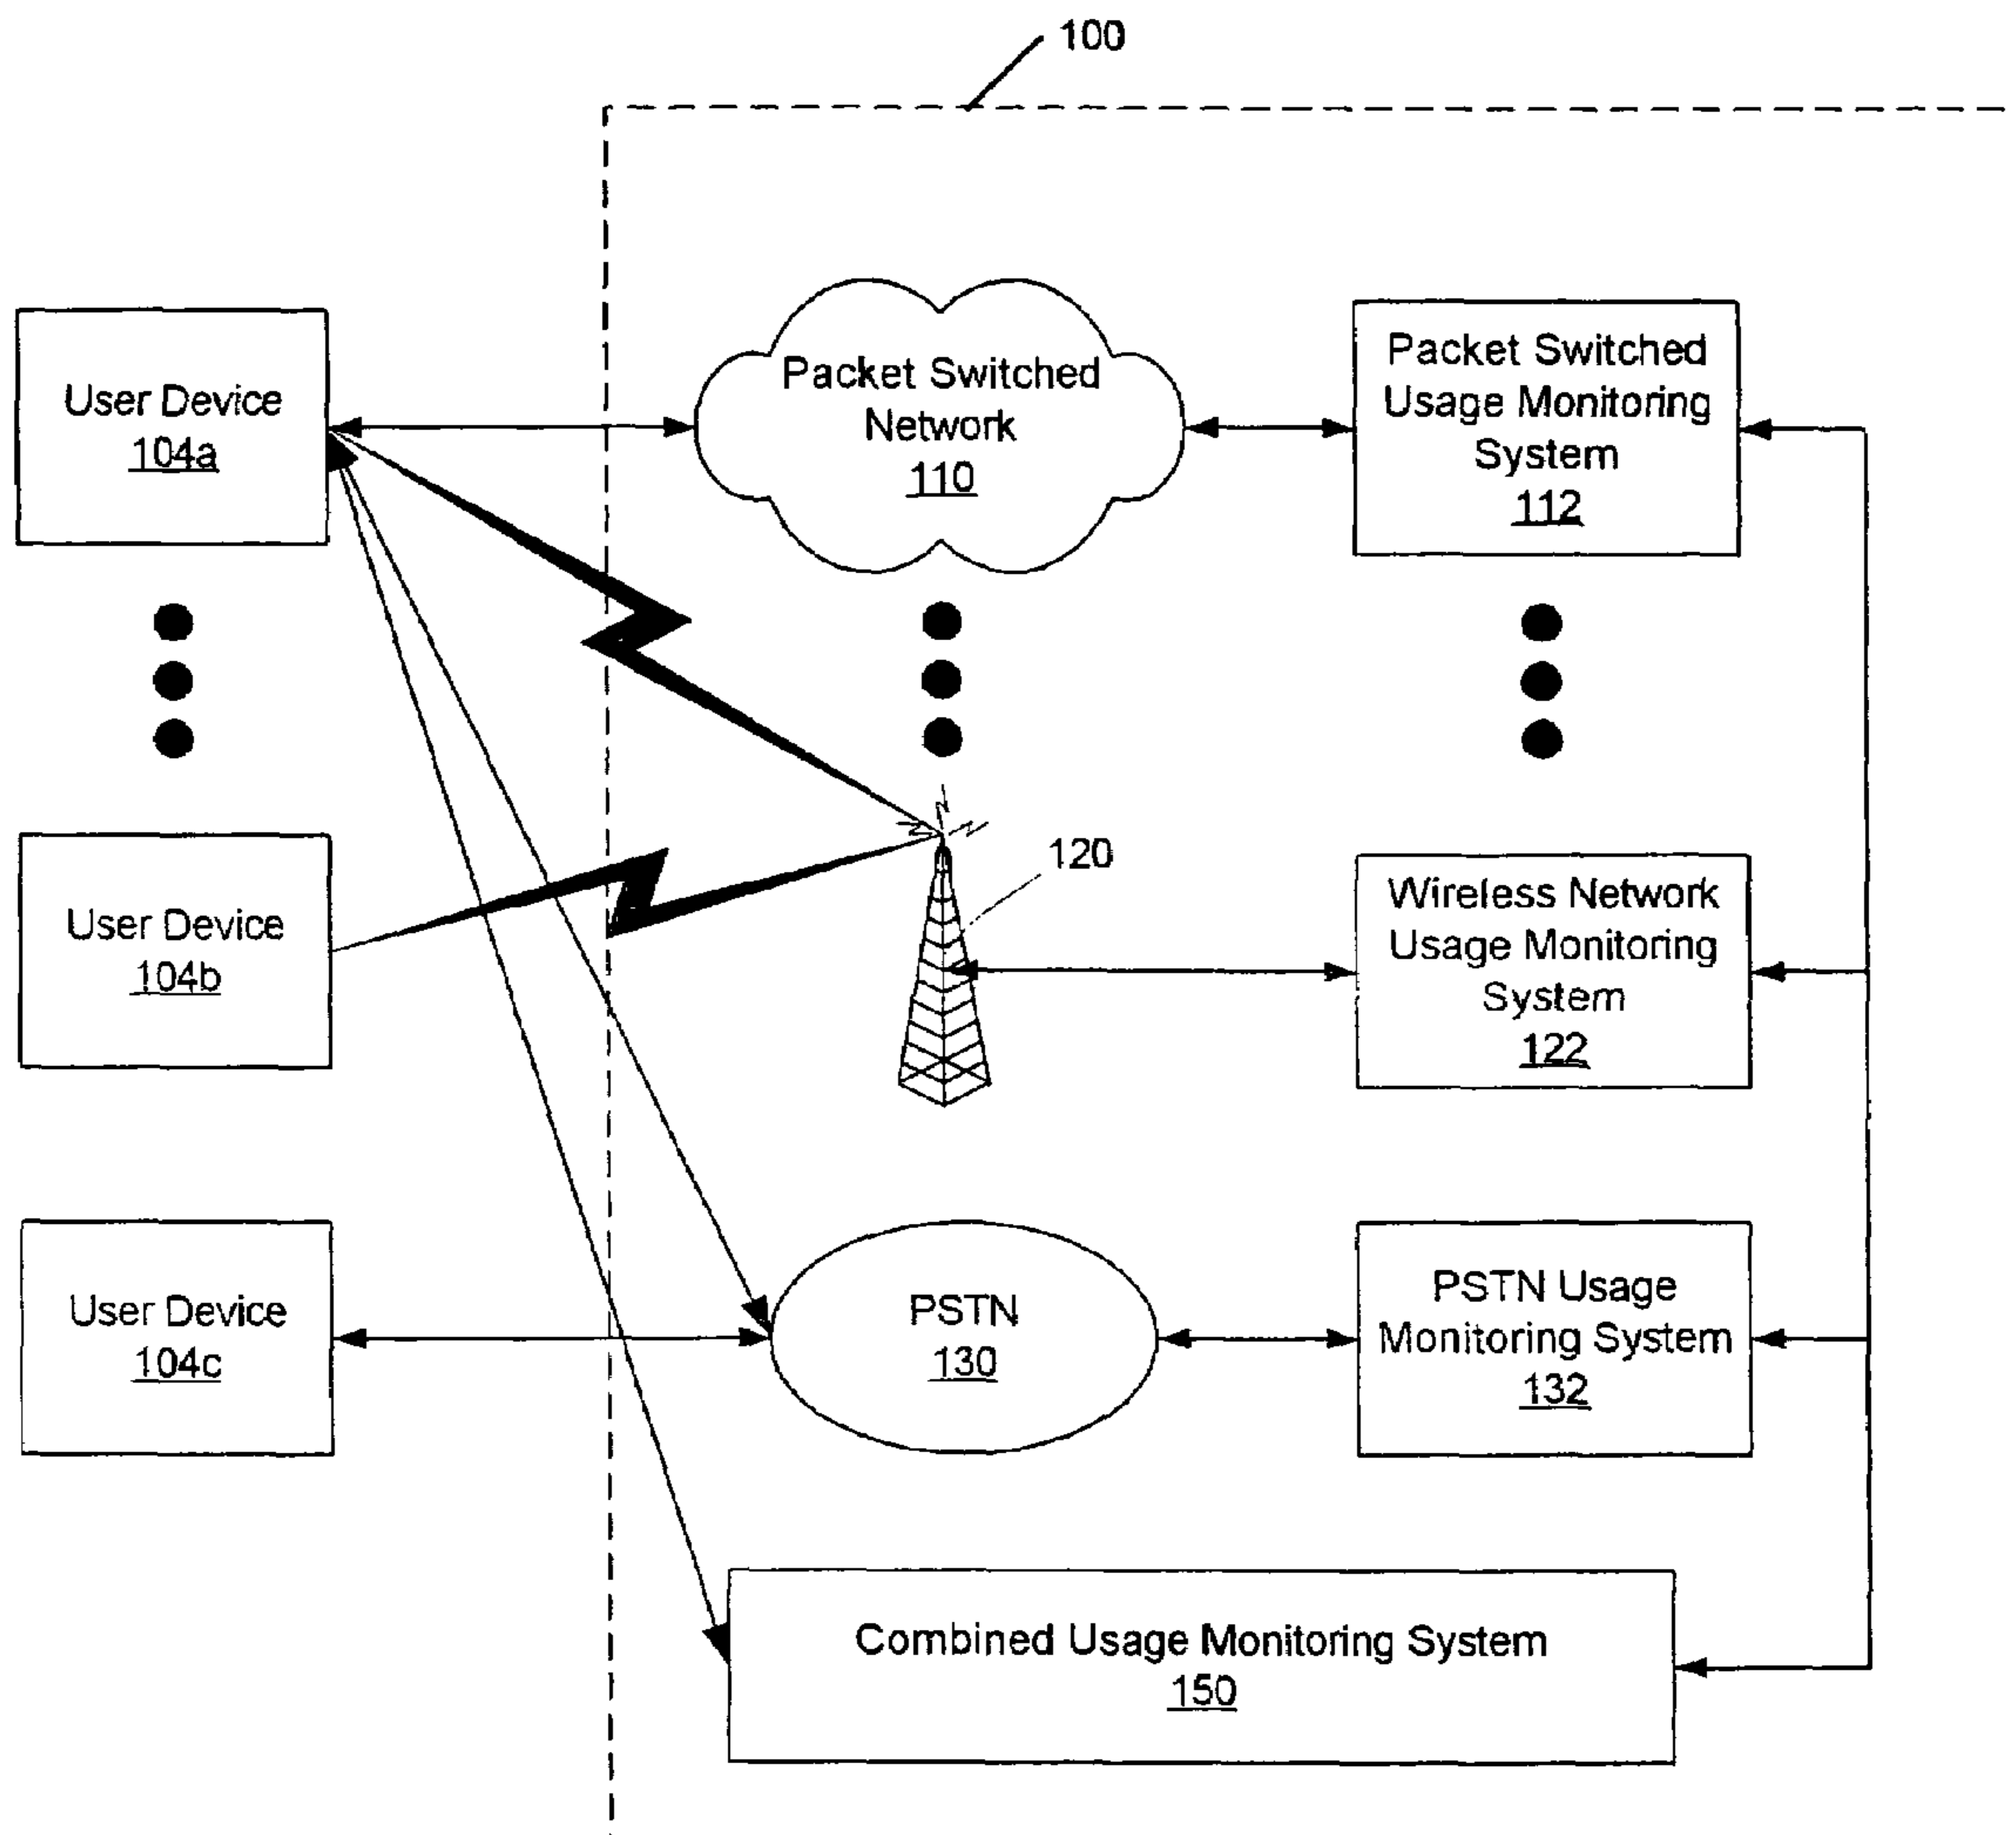 100
User Device
104a
Packet Switched
Network
110
Packet Switched
Usage Monitoring
System
112
User Device
104b
120
Wireless Network
Usage Monitoring
System
122
User Device
104c
PSTN
130
PSTN Usage
Monitoring System
132
Combined Usage Monitoring System
150